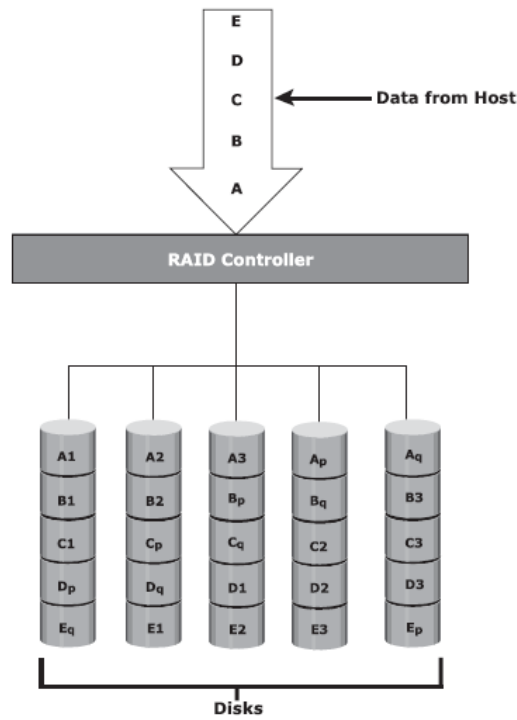 E
D
C
Data from Host
B
A
RAID Controller
A1 A2 A3 Ap Aq
B1 B2 Bp Bq B3
C1 Cp Cq C2 C3
Dp Dq D1 D2 D3
Eq E1 E2 E3 Ep
Disks